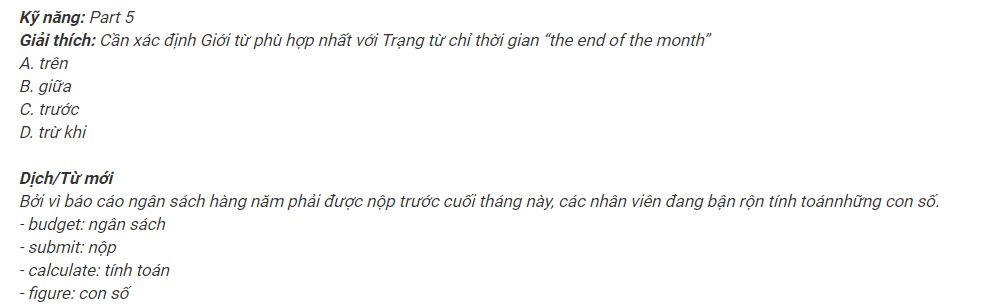 Kỹ năng: Part 5
Giải thích: Cần xác định Giới từ phù hợp nhất với Trạng từ chỉ thời gian “the end of the month”
A. trên
B. giữa
C. trước
D. trừ khi
Dịch/Từ mới
Bởi vì báo cáo ngân sách hàng năm phải được nộp trước cuối tháng này, các nhân viên đang bận rộn tính toánnhững con số.
- budget: ngân sách
- submit: nộp
- calculate: tính toán
- figure: con số